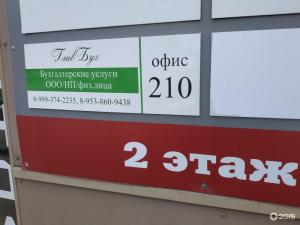 ГлавБух
Бухгалтерские услуги
ООО/ИП/физ.лица
8-999-374-2235, 8-953-860-9438
офис
210
2 этаж
2GIS